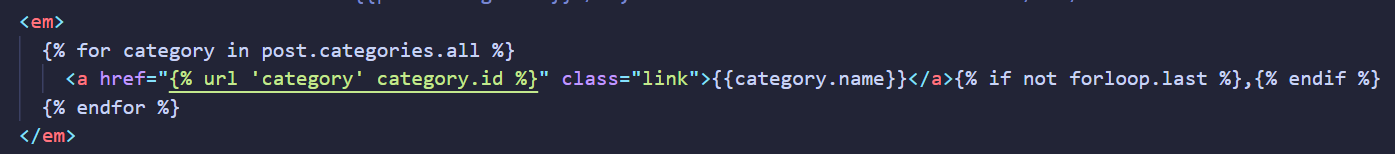 <em>
{% for category in post.categories.all %}
<a href="{% url 'category' category.id %}" class="link">{{category.name}}</a>{% if not forloop.last %},{% endif %}
{% endfor %}
</em>